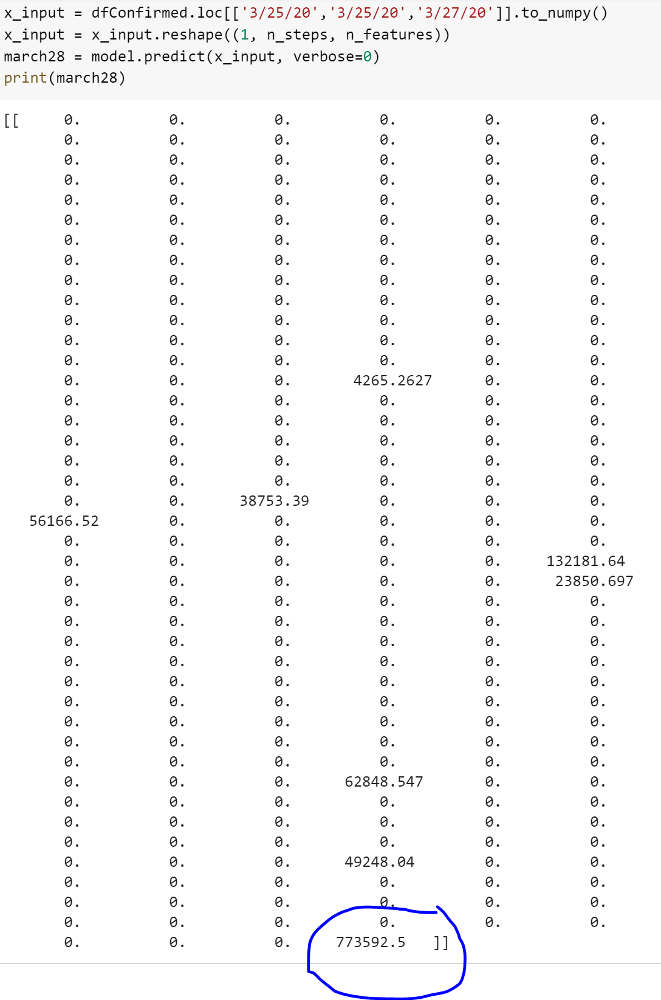 x_input = dfConfirmed.loc[['3/25/20','3/25/20','3/27/20']].to_numpy()
x_input = x_input.reshape((1, n_steps, n_features))
march28 = model.predict(x_input, verbose=0)
print(march28)
[[ 0. 0. 0. 0. 0. 0.
0. 0. 0. 0. 0. 0.
0. 0. 0. 0. 0. 0.
0. 0. 0. 0. 0. 0.
0. 0. 0. 0. 0. 0.
0. 0. 0. 0. 0. 0.
0. 0. 0. 0. 0. 0.
0. 0. 0. 0. 0. 0.
0. 0. 0. 0. 0. 0.
0. 0. 0. 0. 0. 0.
0. 0. 0. 0. 0. 0.
0. 0. 0. 0. 0. 0.
0. 0. 0. 0. 0. 0.
0. 0. 0. 4265.2627 0. 0.
0. 0. 0. 0. 0. 0.
0. 0. 0. 0. 0. 0.
0. 0. 0. 0. 0. 0.
0. 0. 0. 0. 0. 0.
0. 0. 0. 0. 0. 0.
0. 0. 38753.39 0. 0. 0.
56166.52 0. 0. 0. 0. 0.
0. 0. 0. 0. 0. 0.
0. 0. 0. 0. 0. 132181.64
0. 0. 0. 0. 0. 23850.697
0. 0. 0. 0. 0. 0.
0. 0. 0. 0. 0. 0.
0. 0. 0. 0. 0. 0.
0. 0. 0. 0. 0. 0.
0. 0. 0. 0. 0. 0.
0. 0. 0. 0. 0. 0.
0. 0. 0. 0. 0. 0.
0. 0. 0. 0. 0. 0.
0. 0. 0. 0. 0. 0.
0. 0. 0. 62848.547 0. 0.
0. 0. 0. 0. 0. 0.
0. 0. 0. 0. 0. 0.
0. 0. 0. 0. 0. 0.
0. 0. 0. 49248.04 0. 0.
0. 0. 0. 0. 0. 0.
0. 0. 0. 0. 0. 0.
0. 0. 0. 0. 0. 0.
0. 0. 0. 773592.5 ]]